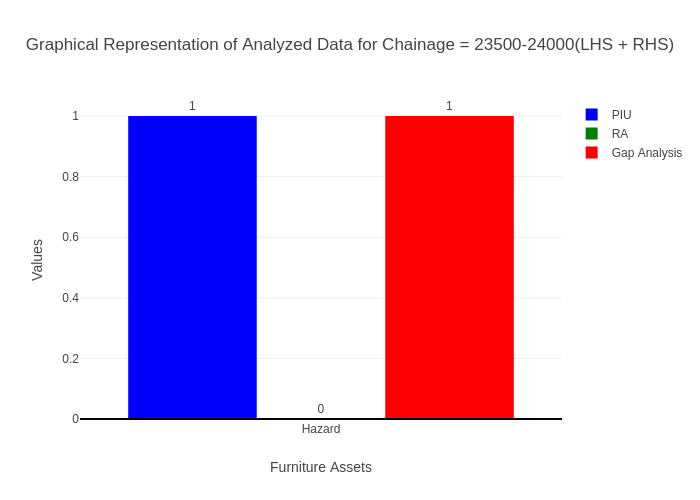 Graphical Representation of Analyzed Data for Chainage = 23500-24000(LHS + RHS)
1
0.8
0.6
0.4
0.2
0
Values
1
0
1
Hazard
Furniture Assets
PIU
RA
Gap Analysis